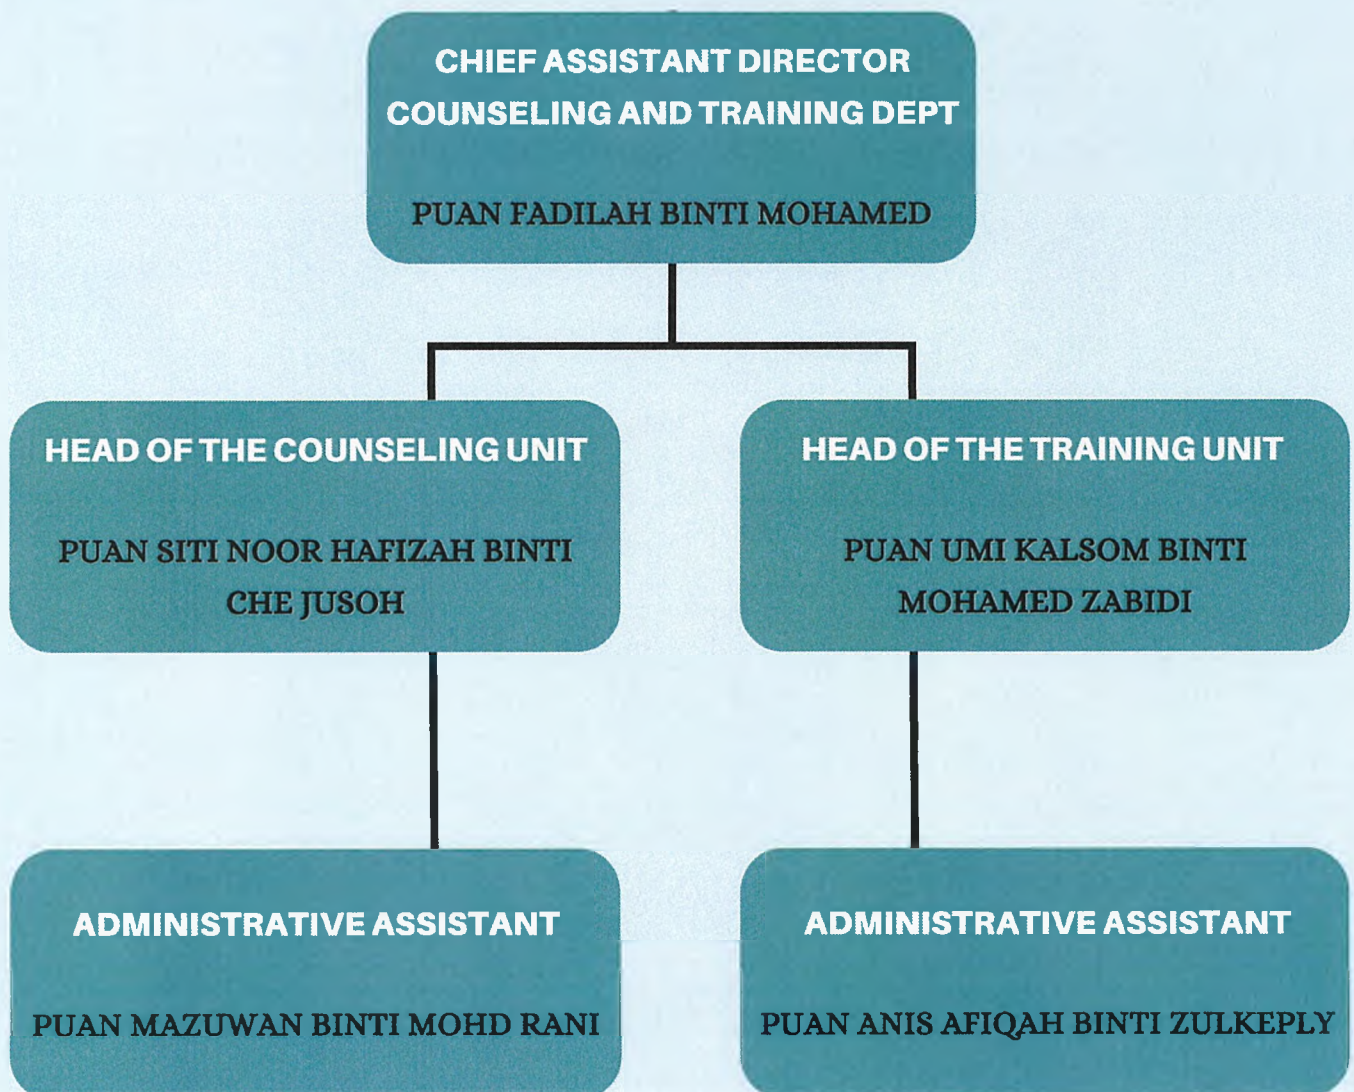 CHIEF ASSISTANT DIRECTOR
COUNSELING AND TRAINING DEPT
PUAN FADILAH BINTI MOHAMED
HEAD OF THE COUNSELING UNIT
PUAN SITI NOOR HAFIZAH BINTI
CHE JUSOH
HEAD OF THE TRAINING UNIT
PUAN UMI KALSOM BINTI
MOHAMED ZABIDI
ADMINISTRATIVE ASSISTANT
PUAN MAZUWAN BINTI MOHD RANI
ADMINISTRATIVE ASSISTANT
PUAN ANIS AFIQAH BINTI ZULKEPLY